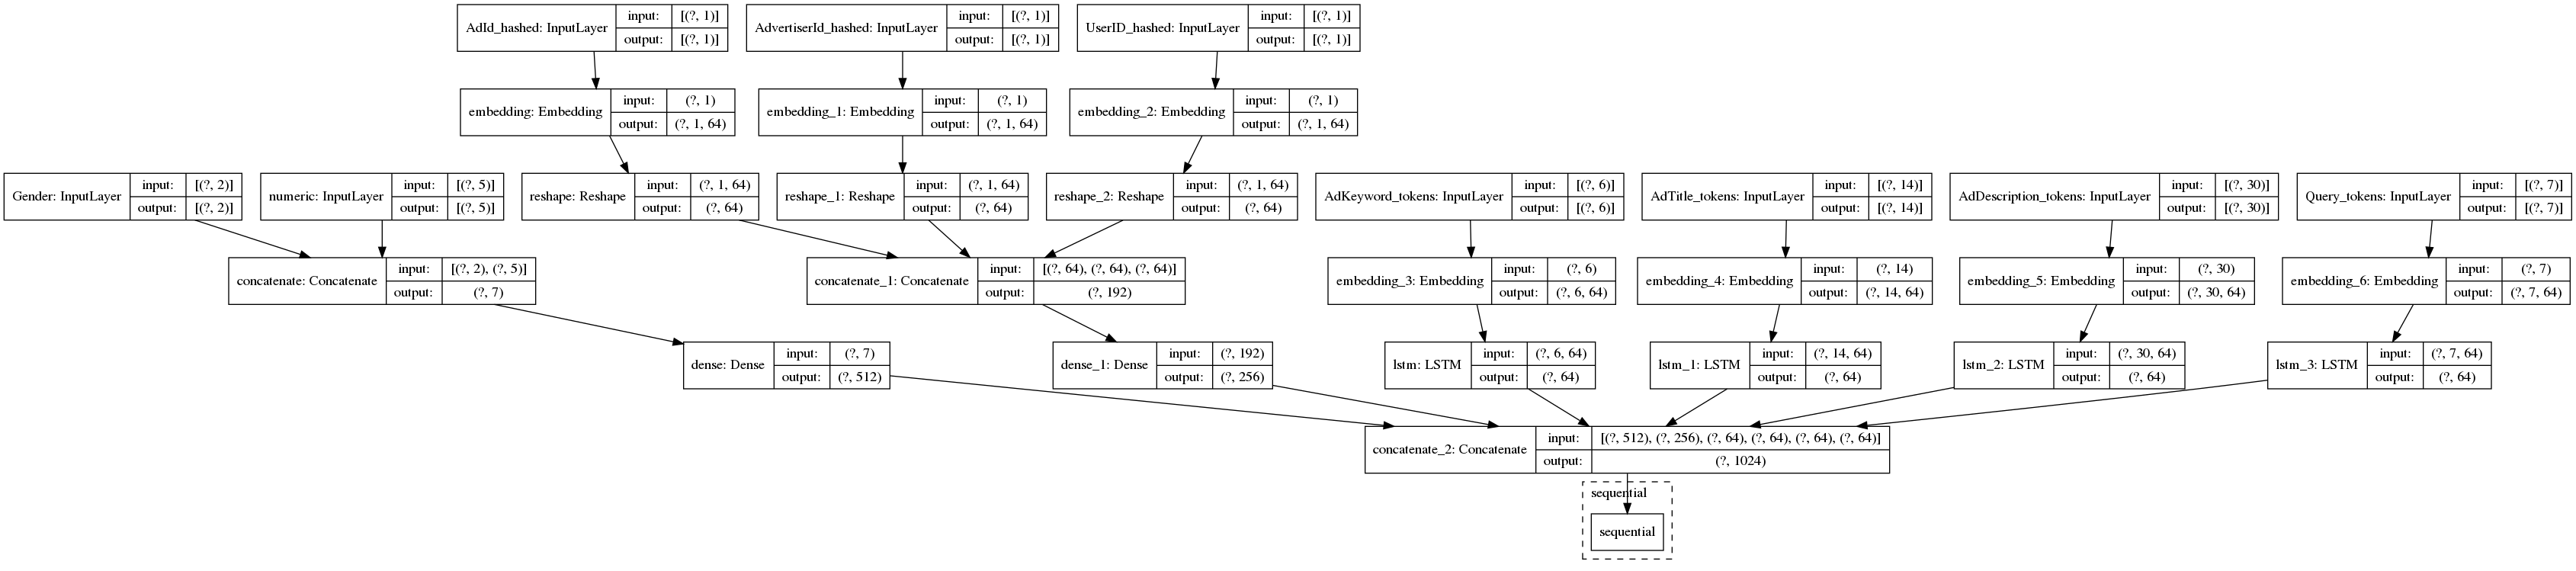 AdId_hashed: InputLayer
input: [(?, 1)]
output: [(?, 1)]
AdvertiserId_hashed: InputLayer
input: [(?, 1)]
output: [(?, 1)]
UserID_hashed: InputLayer
input: [(?, 1)]
output: [(?, 1)]
embedding: Embedding
input: (?, 1)
output: (?, 1, 64)
embedding_1: Embedding
input: (?, 1)
output: (?, 1, 64)
embedding_2: Embedding
input: (?, 1)
output: (?, 1, 64)
Gender: InputLayer
input: [(?, 2)]
output: [(?, 2)]
numeric: InputLayer
input: [(?, 5)]
output: [(?, 5)]
reshape: Reshape
input: (?, 1, 64)
output: (?, 64)
reshape_1: Reshape
input: (?, 1, 64)
output: (?, 64)
reshape_2: Reshape
input: (?, 1, 64)
output: (?, 64)
AdKeyword_tokens: InputLayer
input: [(?, 6)]
output: [(?, 6)]
AdTitle_tokens: InputLayer
input: [(?, 14)]
output: [(?, 14)]
AdDescription_tokens: InputLayer
input: [(?, 30)]
output: [(?, 30)]
Query_tokens: InputLayer
input: [(?, 7)]
output: [(?, 7)]
concatenate: Concatenate
input: [(?, 2), (?, 5)]
output: (?, 7)
concatenate_1: Concatenate
input: [(?, 64), (?, 64), (?, 64)]
output: (?, 192)
embedding_3: Embedding
input: (?, 6)
output: (?, 6, 64)
embedding_4: Embedding
input: (?, 14)
output: (?, 14, 64)
embedding_5: Embedding
input: (?, 30)
output: (?, 30, 64)
embedding_6: Embedding
input: (?, 7)
output: (?, 7, 64)
dense: Dense
input: (?, 7)
output: (?, 512)
dense_1: Dense
input: (?, 192)
output: (?, 256)
lstm: LSTM
input: (?, 6, 64)
output: (?, 64)
lstm_1: LSTM
input: (?, 14, 64)
output: (?, 64)
lstm_2: LSTM
input: (?, 30, 64)
output: (?, 64)
lstm_3: LSTM
input: (?, 7, 64)
output: (?, 64)
concatenate_2: Concatenate
input: [(?, 512), (?, 256), (?, 64), (?, 64), (?, 64), (?, 64)]
output: (?, 1024)
sequential
sequential